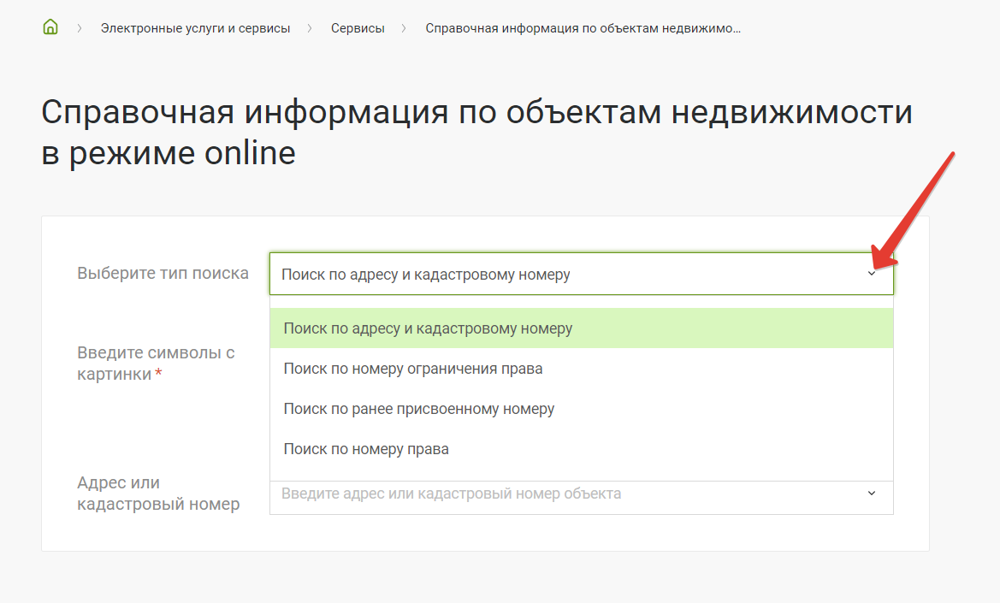 Электронные услуги и сервисы > Сервисы > Справочная информация по объектам недвижимо...
Справочная информация по объектам недвижимости
в режиме online
Выберите тип поиска
Поиск по адресу и кадастровому номеру
Поиск по адресу и кадастровому номеру
Введите символы с
картинки *
Поиск по номеру ограничения права
Поиск по ранее присвоенному номеру
Поиск по номеру права
Адрес или
кадастровый номер
Введите адрес или кадастровый номер объекта